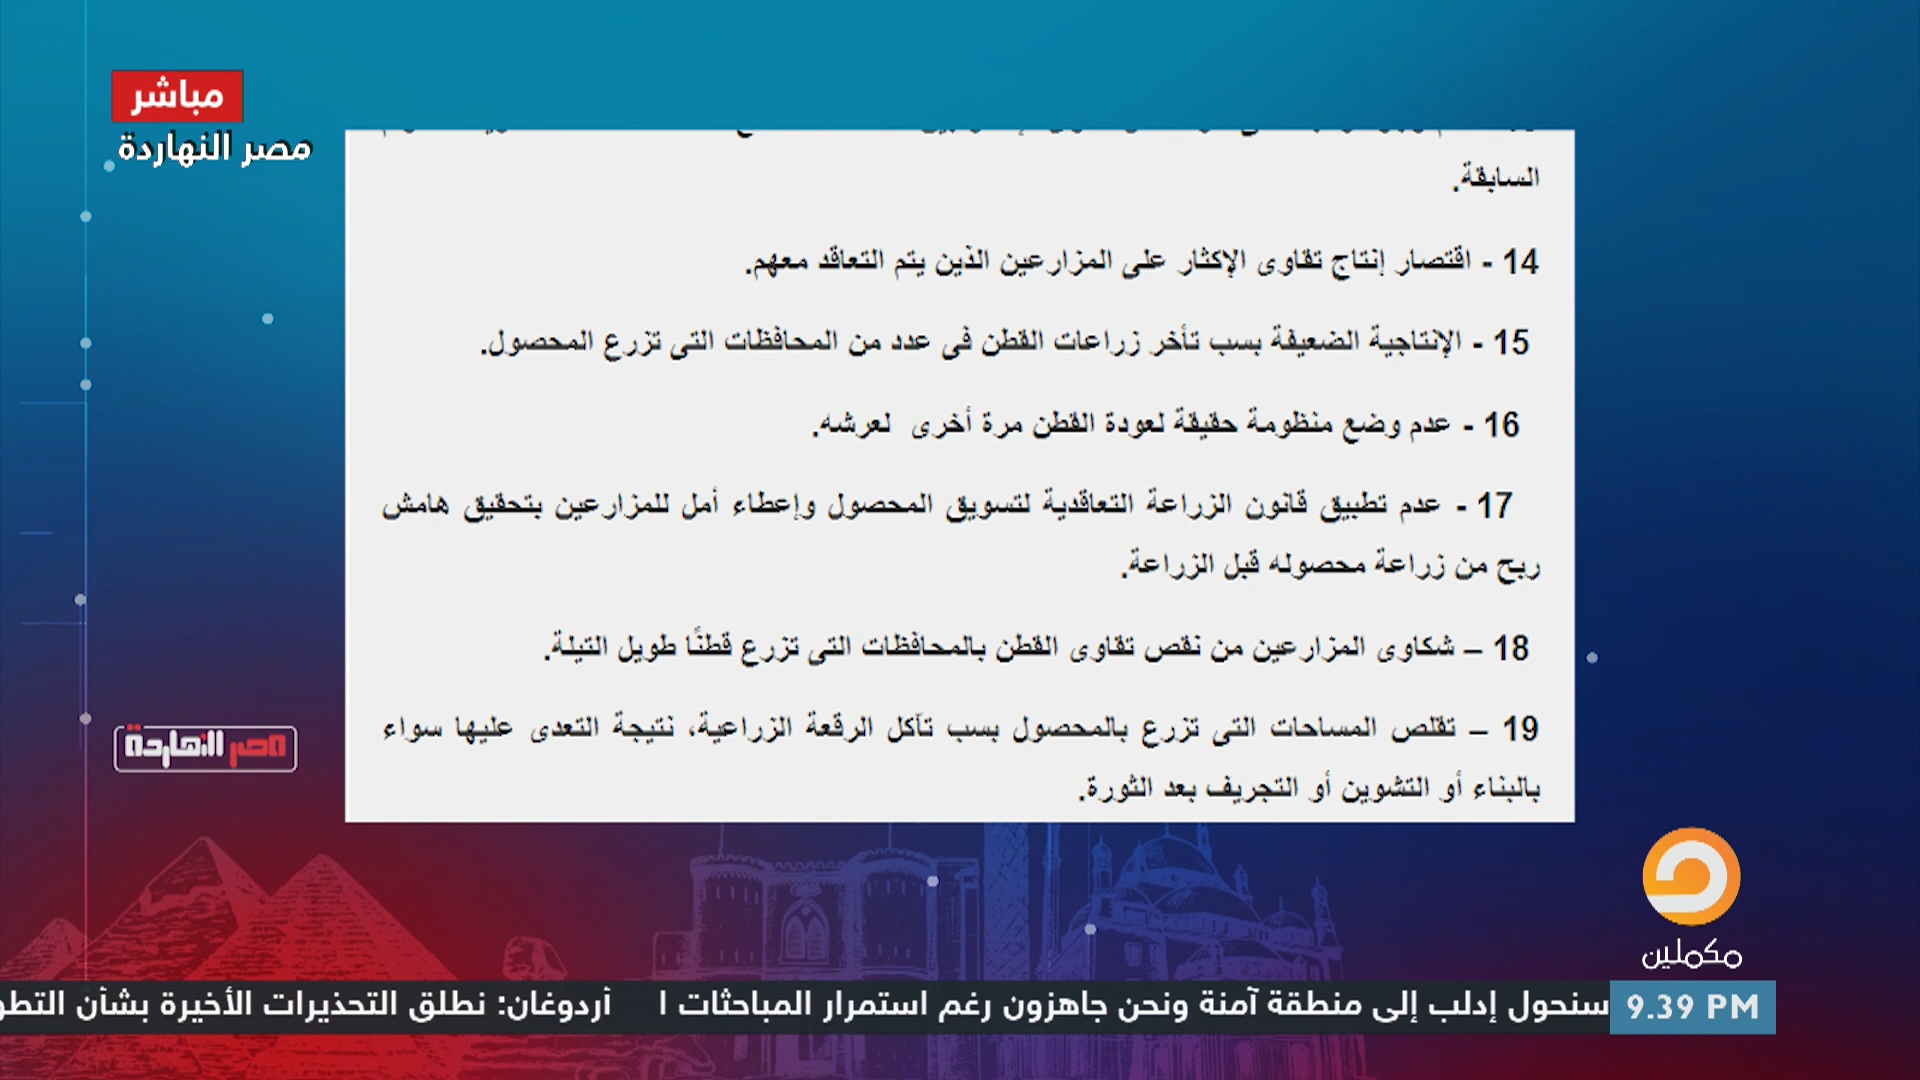 مباشر
مصر النهاردة
السابقة.
14 - اقتصار إنتاج تقاوى الإكثار على المزارعين الذين يتم التعاقد معهم.
15 - الإنتاجية الضعيفة بسب تأخر زراعات القطن فى عدد من المحافظات التى تزرع المحصول.
16 - عدم وضع منظومة حقيقة لعودة القطن مرة أخرى لعرشه.
17 - عدم تطبيق قانون الزراعة التعاقدية لتسويق المحصول وإعطاء أمل للمزارعين بتحقيق هامش
ربح من زراعة محصوله قبل الزراعة.
18 – شكاوى المزارعين من نقص تقاوى القطن بالمحافظات التى تزرع قطنًا طويل التيلة.
19 – تقلص المساحات التى تزرع بالمحصول بسب تآكل الرقعة الزراعية، نتيجة التعدى عليها سواء
بالبناء أو التشوين أو التجريف بعد الثورة.
مصر النهاردة
مكملين
9.39 PM
سنحول إدلب إلى منطقة آمنة ونحن جاهزون رغم استمرار المباحثات ا أردوغان: نطلق التحذيرات الأخيرة بشأن